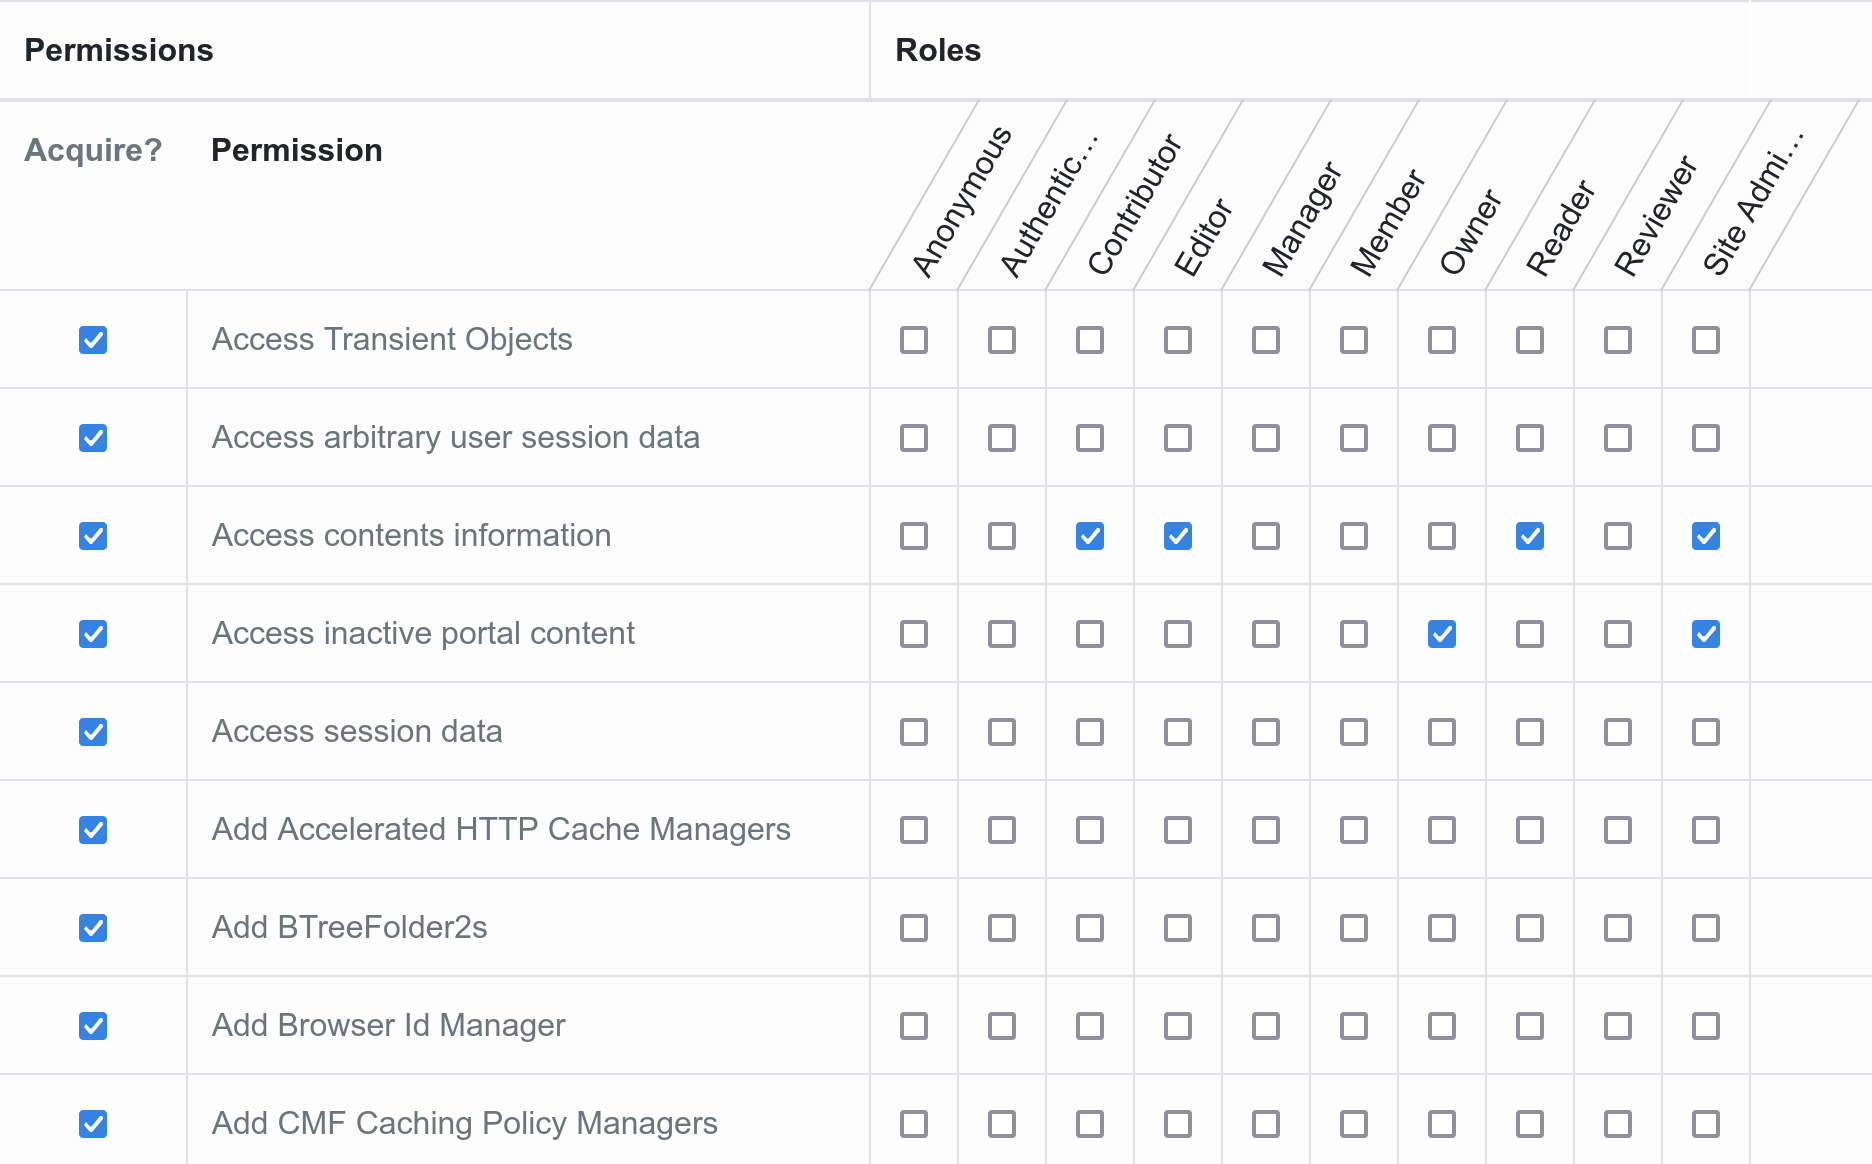 Permissions
Roles
Acquire?
Permission
Anonymous
Authentic…
Contributor
Editor
Manager
Member
Owner
Reader
Reviewer
Site Admi…
Access Transient Objects
Access arbitrary user session data
Access contents information
Access inactive portal content
Access session data
Add Accelerated HTTP Cache Managers
Add BTreeFolder2s
Add Browser Id Manager
Add CMF Caching Policy Managers